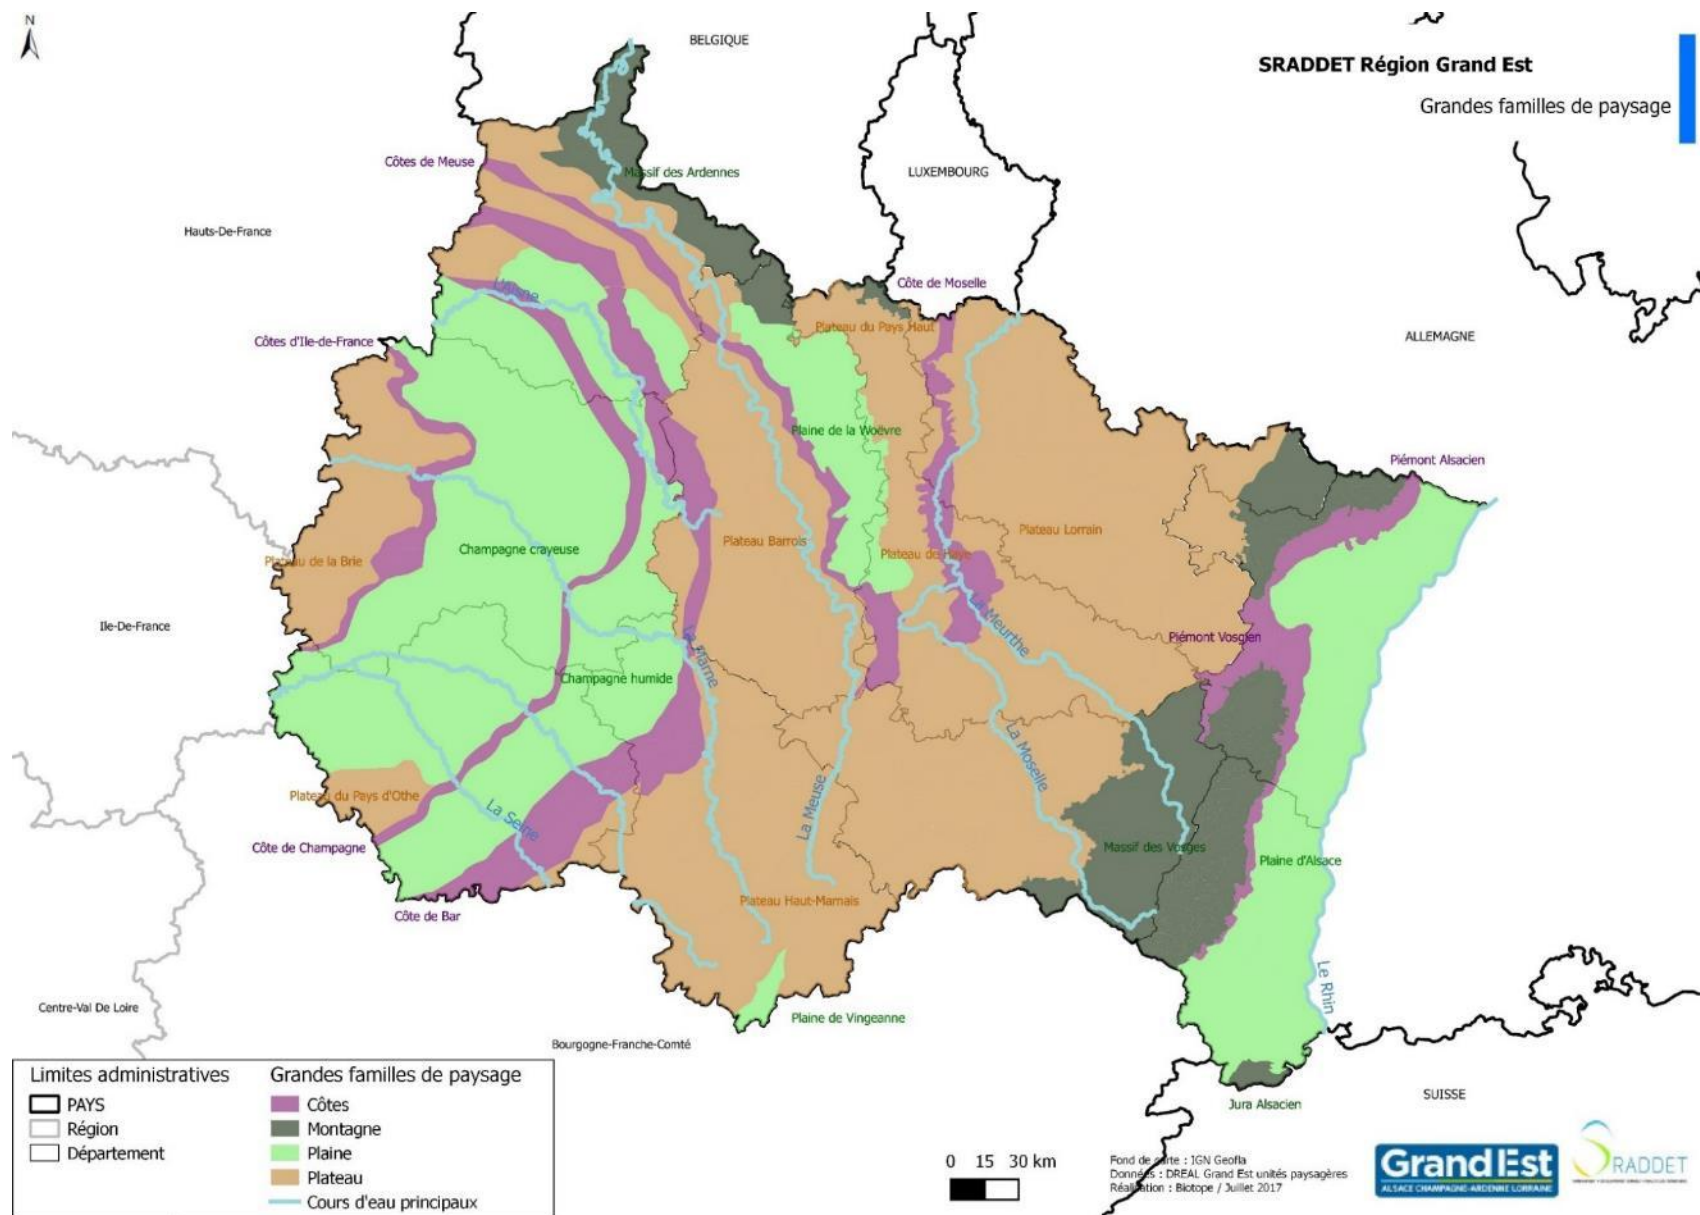 N
BELGIQUE
SRADDET Région Grand Est
Grandes familles de paysage
Côtes de Meuse
Massif des Ardennes
LUXEMBOURG
Hauts-De-France
Côte de Moselle
L'Aisne
Plateau du Pays Haut
Côtes d'Ile-de-France
ALLEMAGNE
Plaine de la Woëvre
Piémont Alsacien
Plateau Lorrain
Champagne crayeuse
Plateau Barrois
Plateau de Haye
Plateau de la Brie
La Meurthe
Ile-De-France
Piémont Vosgien
La Marne
Champagne humide
La Moselle
Plateau du Pays d'Othe
La Meuse
La Seine
Côte de Champagne
Massif des Vosges
Plaine d'Alsace
Plateau Haut-Marnais
Côte de Bar
Le Rhin
Centre-Val De Loire
Plaine de Vingeanne
Bourgogne-Franche-Comté
Jura Alsacien
SUISSE
Limites administratives
PAYS
Région
Département
Grandes familles de paysage
Côtes
Montagne
Plaine
Plateau
Cours d'eau principaux
0 15 30 km
Fond de carte : IGN Geofla
Données : DREAL Grand Est unités paysagères
Réalisation : Biotope / Juillet 2017
GrandEst
ALSACE CHAMPAGNE-ARDENNE LORRAINE
SRADDET